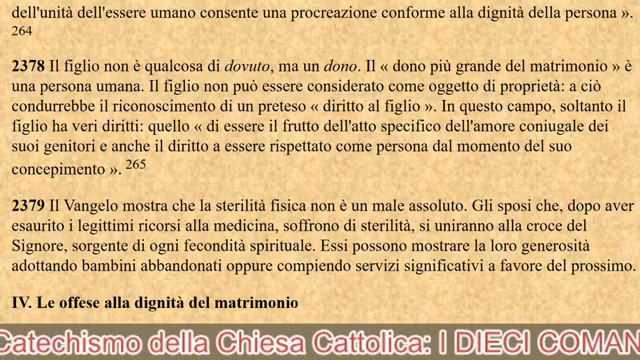 dell'unità dell'essere umano consente una procreazione conforme alla dignità della persona ».
264
2378 Il figlio non è qualcosa di dovuto, ma un dono. Il « dono più grande del matrimonio » è
una persona umana. Il figlio non può essere considerato come oggetto di proprietà: a ciò
condurrebbe il riconoscimento di un preteso « diritto al figlio ». In questo campo, soltanto il
figlio ha veri diritti: quello « di essere il frutto dell'atto specifico dell'amore coniugale dei
suoi genitori e anche il diritto a essere rispettato come persona dal momento del suo
concepimento ». 265
2379 Il Vangelo mostra che la sterilità fisica non è un male assoluto. Gli sposi che, dopo aver
esaurito i legittimi ricorsi alla medicina, soffrono di sterilità, si uniranno alla croce del
Signore, sorgente di ogni fecondità spirituale. Essi possono mostrare la loro generosità
adottando bambini abbandonati oppure compiendo servizi significativi a favore del prossimo.
IV. Le offese alla dignità del matrimonio
Catechismo della Chiesa Cattolica: I DIECI COMAN